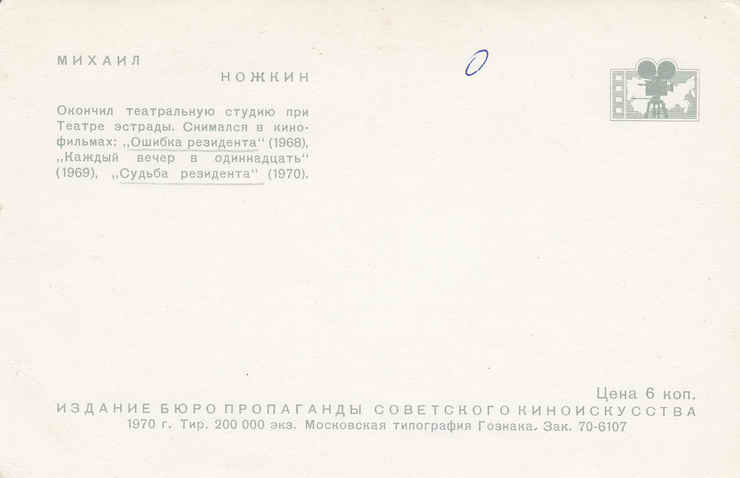 МИХАИЛ
НОЖКИН
Окончил театральную студию при
Театре эстрады. Снимался в кино-
фильмах: „Ошибка резидента“ (1968),
„Каждый вечер в одиннадцать“
(1969), „Судьба резидента“ (1970).
Цена 6 коп.
ИЗДАНИЕ БЮРО ПРОПАГАНДЫ СОВЕТСКОГО КИНОИСКУССТВА
1970 г. Тир. 200 000 экз. Московская типография Гознака. Зак. 70-6107